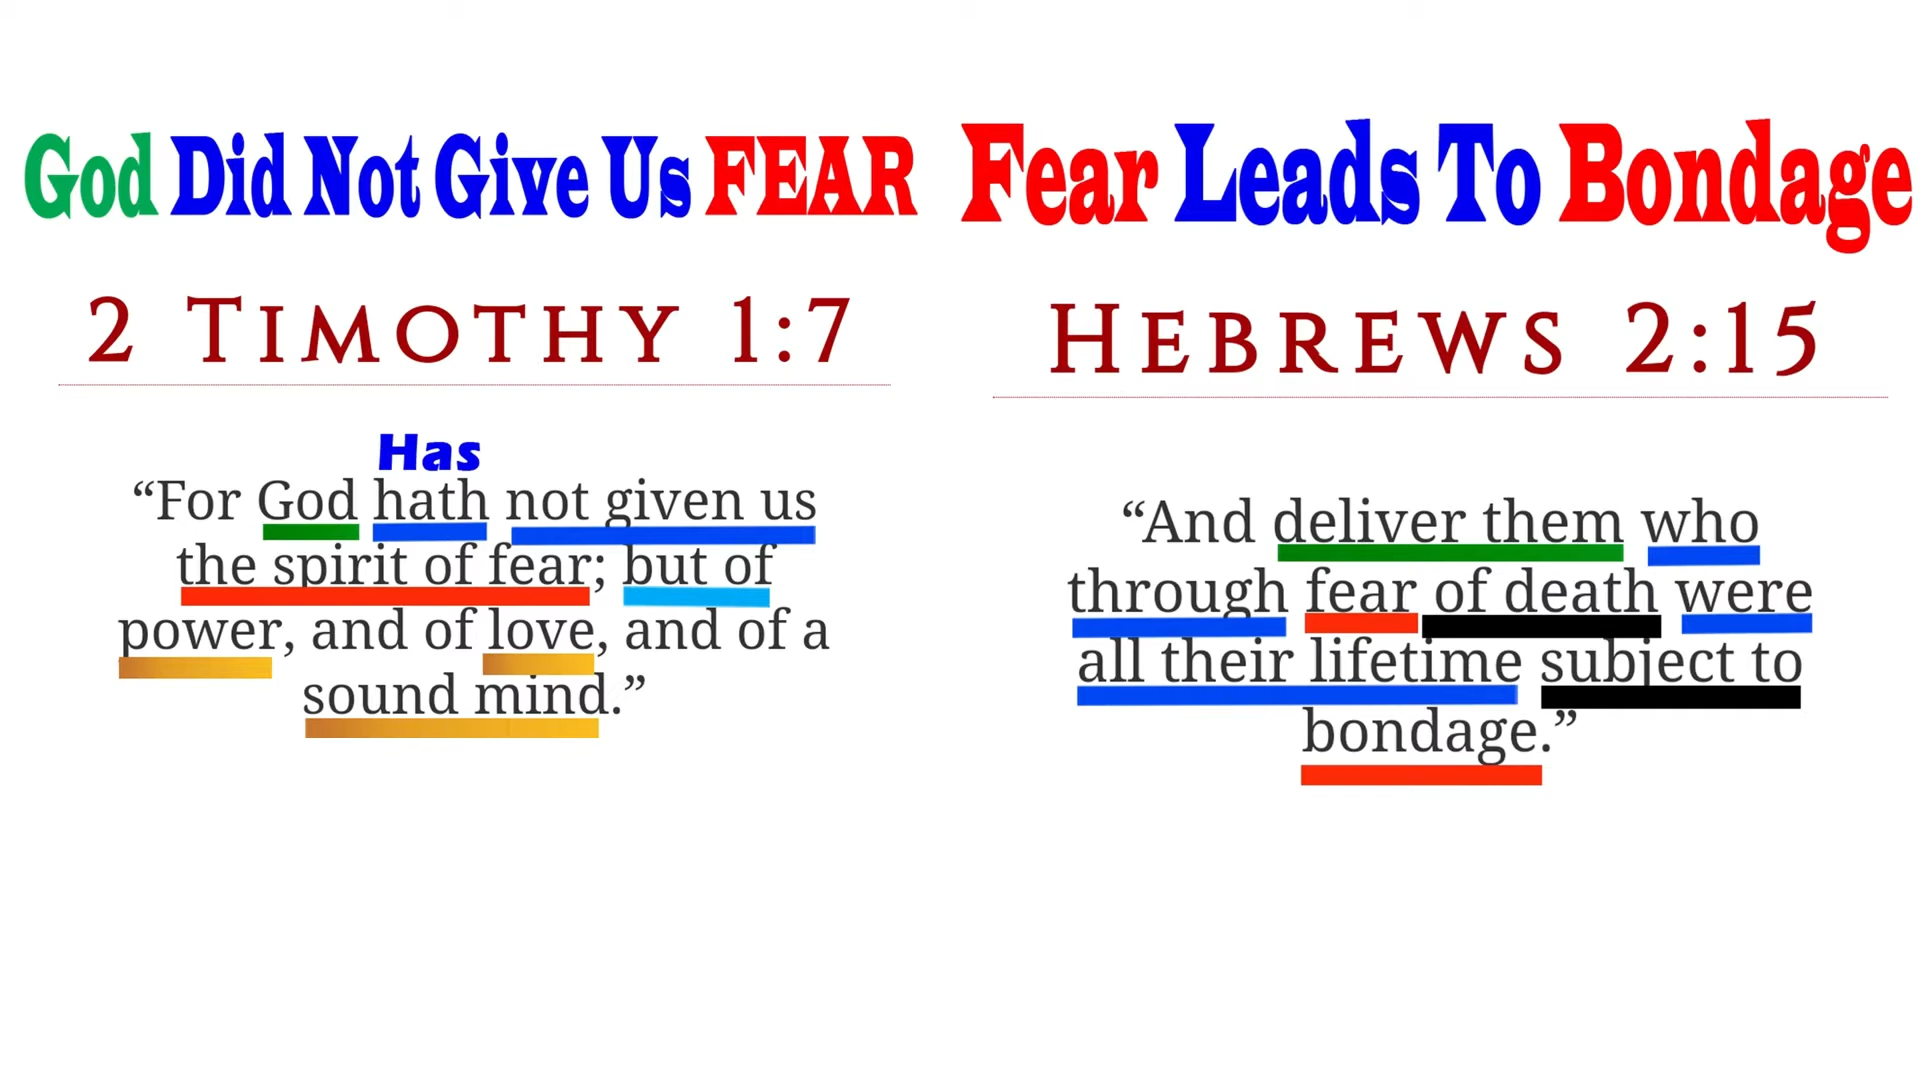 God Did Not Give Us FEAR
2 Timothy 1:7
Has
“For God hath not given us
the spirit of fear; but of
power, and of love, and of a
sound mind.”
Fear Leads To Bondage
Hebrews 2:15
“And deliver them who
through fear of death were
all their lifetime subject to
bondage.”